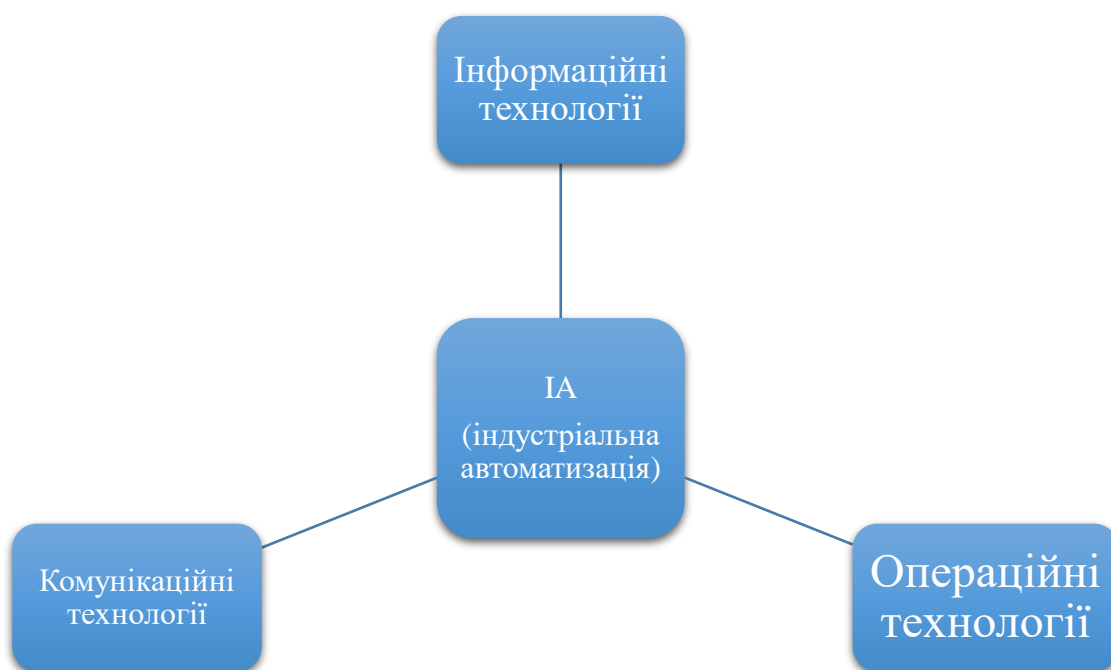 Інформаційні
технології
ІА
(індустріальна
автоматизація)
Комунікаційні
технології
Операційні
технології